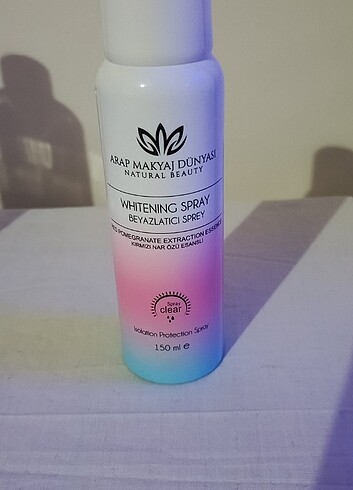 ARAP MAKYAJ DÜNYASI
NATURAL BEAUTY
WHITENING SPRAY
BEYAZLATICI SPREY
RED POMEGRANATE EXTRACTION ESSENCE
KIRMIZI NAR ÖZÜ ESANSLI
Spray
clear
Isolation Protection Spray
150 ml e